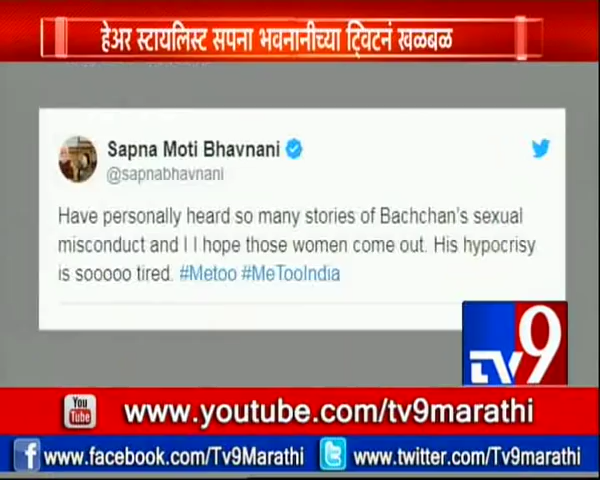 हेअर स्टायलिस्ट सपना भवनानीच्या ट्विटनं खळबळ
Sapna Moti Bhavnani
@sapnabhavnani
Have personally heard so many stories of Bachchan's sexual
misconduct and I I hope those women come out. His hypocrisy
is sooooo tired. #Metoo #MeTooIndia
TV9
You Tube
www.youtube.com/tv9marathi
f www.facebook.com/Tv9Marathi
www.twitter.com/Tv9marathi